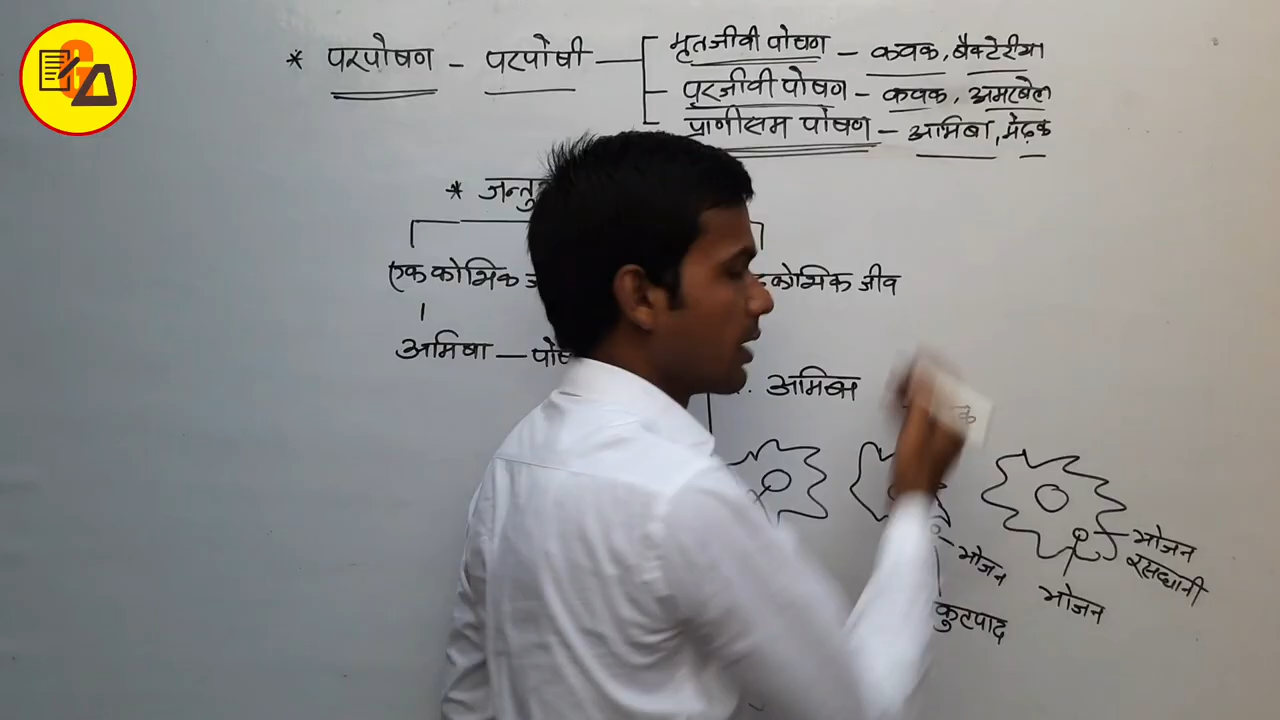 * परपोषण - परपोषी
मृतजीवी पोषण - कवक, बैक्टेरीया
परजीवी पोषण - कवक, अमरबेल
प्राणीसम पोषण - अमिबा, मेंढ़क
* जन्तु
एक कोशिक
कोशिक जीव
अमिबा -
अमिबा
भोजन
कुटपाद
भोजन
रसधानी
भोजन